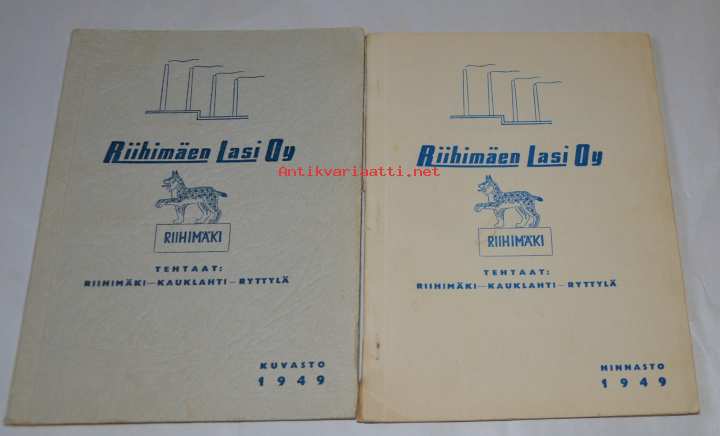 Riihimäen Lasi Oy
RIIHIMÄKI
TEHTAAT:
RIIHIMÄKI—KAUKLAHTI—RYTTYLÄ
KUVASTO
1949
Antikvariaatti.net
Riihimäen Lasi Oy
RIIHIMÄKI
TEHTAAT:
RIIHIMÄKI—KAUKLAHTI—RYTTYLÄ
HINNASTO
1949